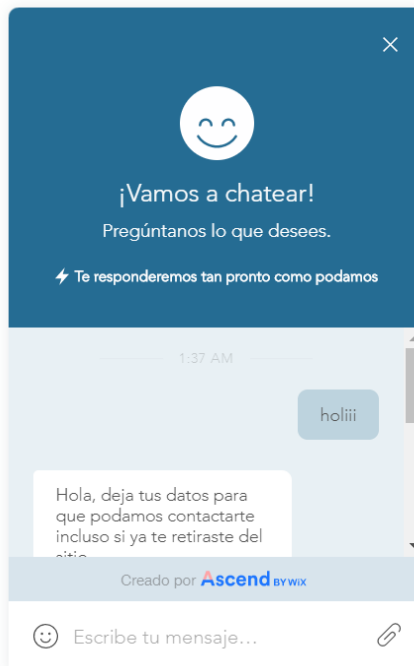 ¡Vamos a chatear!
Pregúntanos lo que desees.
Te responderemos tan pronto como podamos
1:37 AM
holiii
Hola, deja tus datos para
que podamos contactarte
incluso si ya te retiraste del
sitio
Creado por Ascend BY WiX
Escribe tu mensaje...